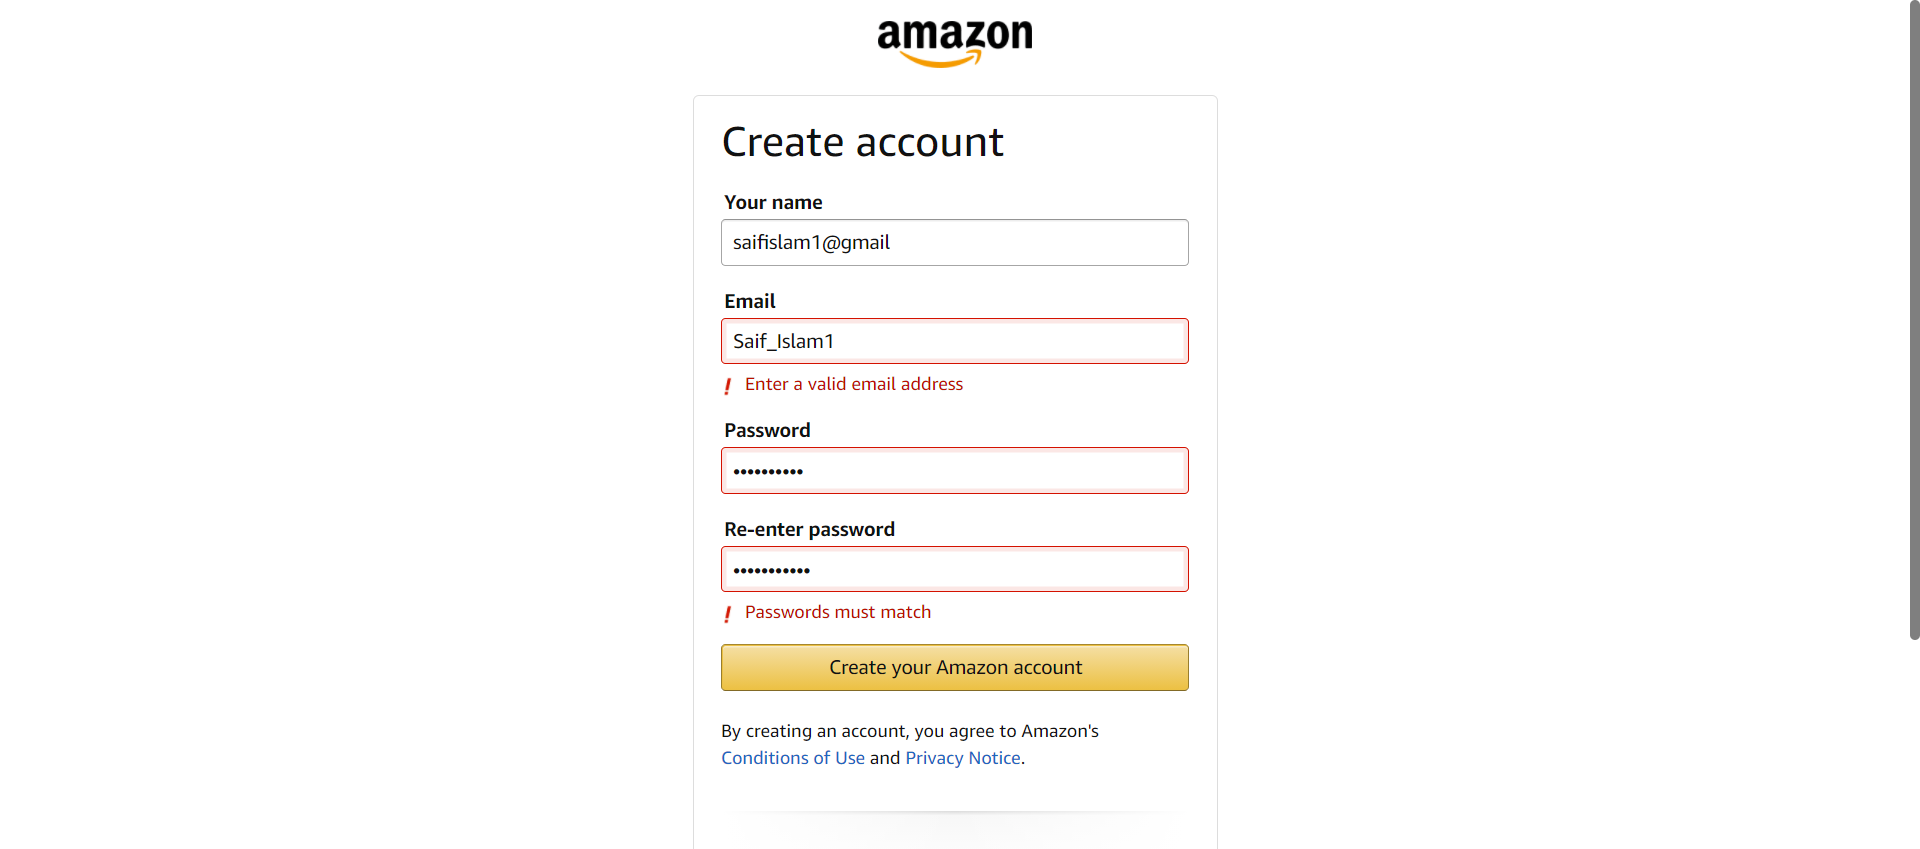 amazon
Create account
Your name
saifislam1@gmail
Email
Saif_Islam1
! Enter a valid email address
Password
••••••••••
Re-enter password
•••••••••••
! Passwords must match
Create your Amazon account
By creating an account, you agree to Amazon's
Conditions of Use and Privacy Notice.